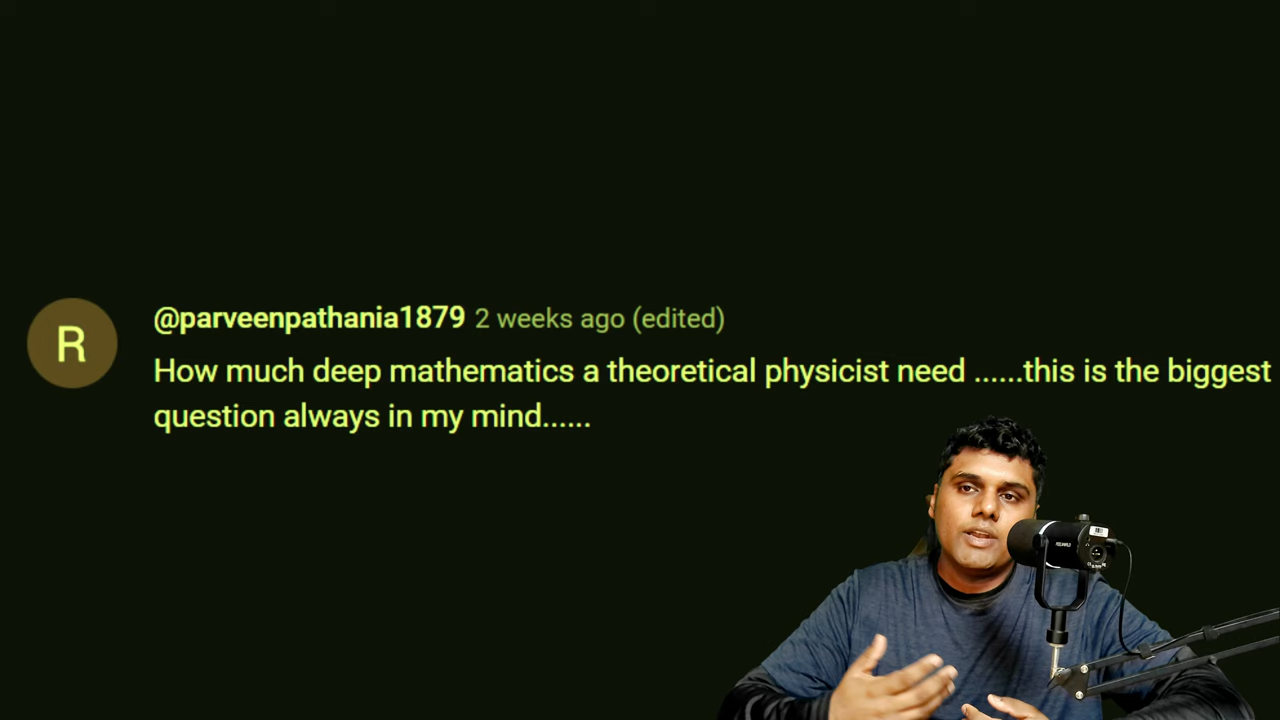 R
@parveenpathania1879 2 weeks ago (edited)
How much deep mathematics a theoretical physicist need ......this is the biggest
question always in my mind......